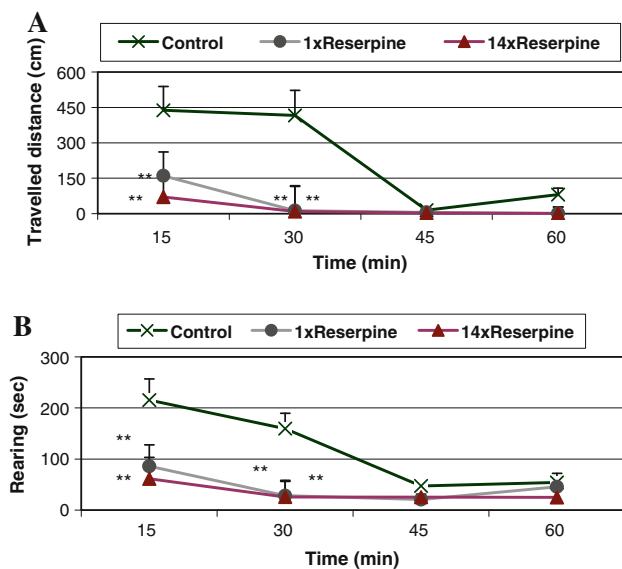 A
Control 1xReserpine 14xReserpine
Travelled distance (cm)
600
450
300
150
0
**
**
** **
15 30 45 60
Time (min)
B
Control 1xReserpine 14xReserpine
Rearing (sec)
300
200
100
0
**
**
** **
15 30 45 60
Time (min)